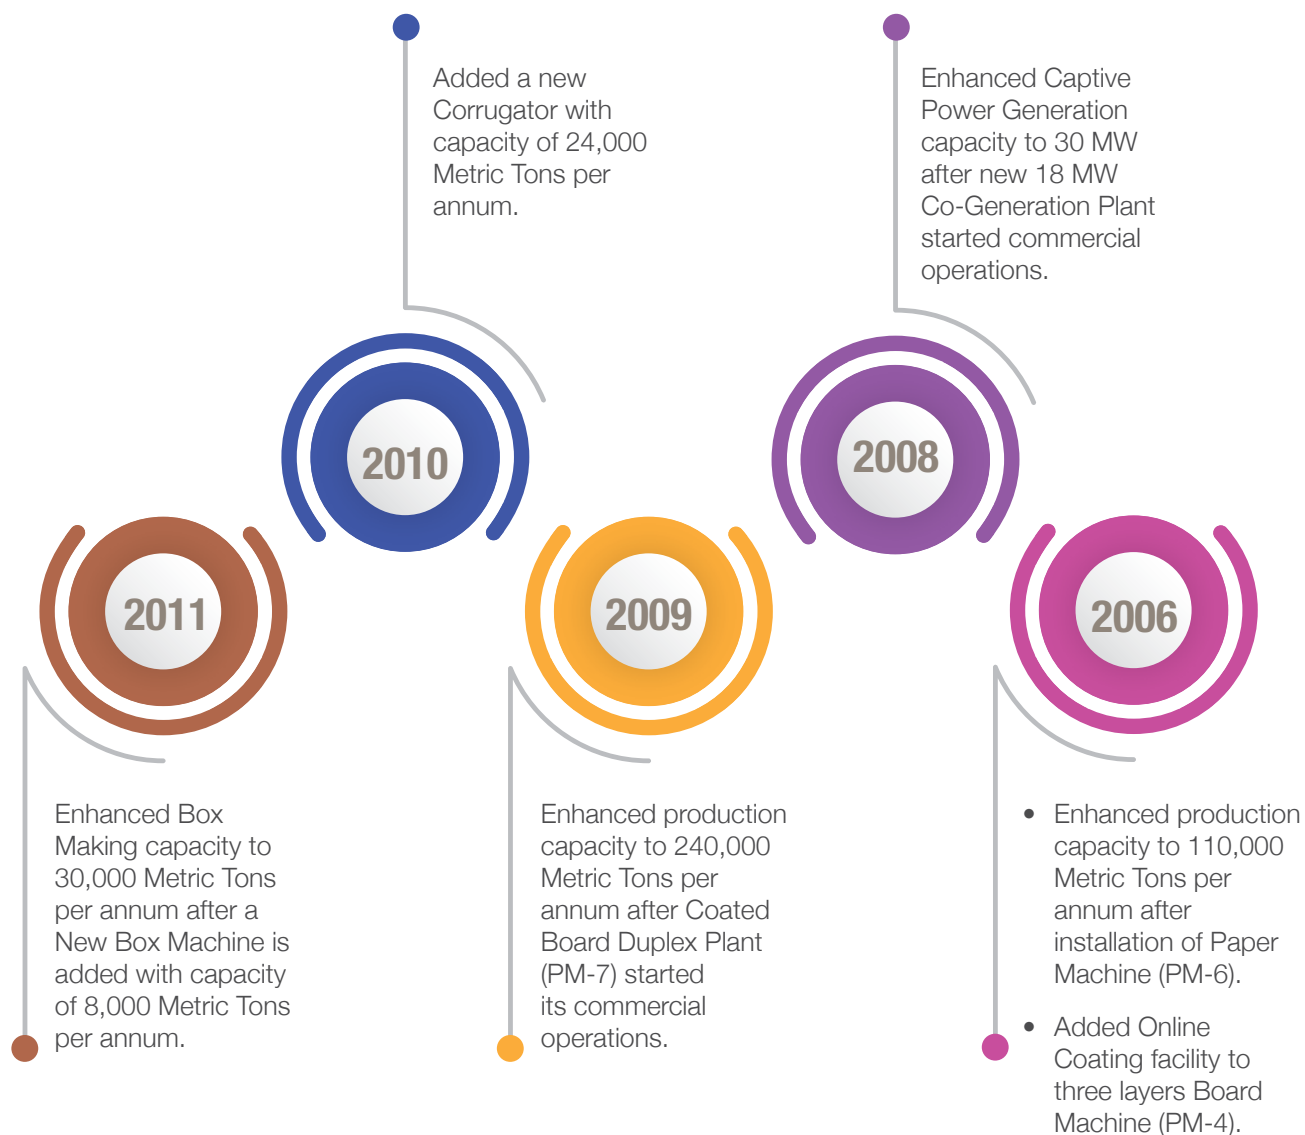 Added a new
Corrugator with
capacity of 24,000
Metric Tons per
annum.
Enhanced Captive
Power Generation
capacity to 30 MW
after new 18 MW
Co-Generation Plant
started commercial
operations.
2010
2008
2011
2009
2006
Enhanced Box
Making capacity to
30,000 Metric Tons
per annum after a
New Box Machine is
added with capacity
of 8,000 Metric Tons
per annum.
Enhanced production
capacity to 240,000
Metric Tons per
annum after Coated
Board Duplex Plant
(PM-7) started
its commercial
operations.
• Enhanced production
capacity to 110,000
Metric Tons per
annum after
installation of Paper
Machine (PM-6).
• Added Online
Coating facility to
three layers Board
Machine (PM-4).